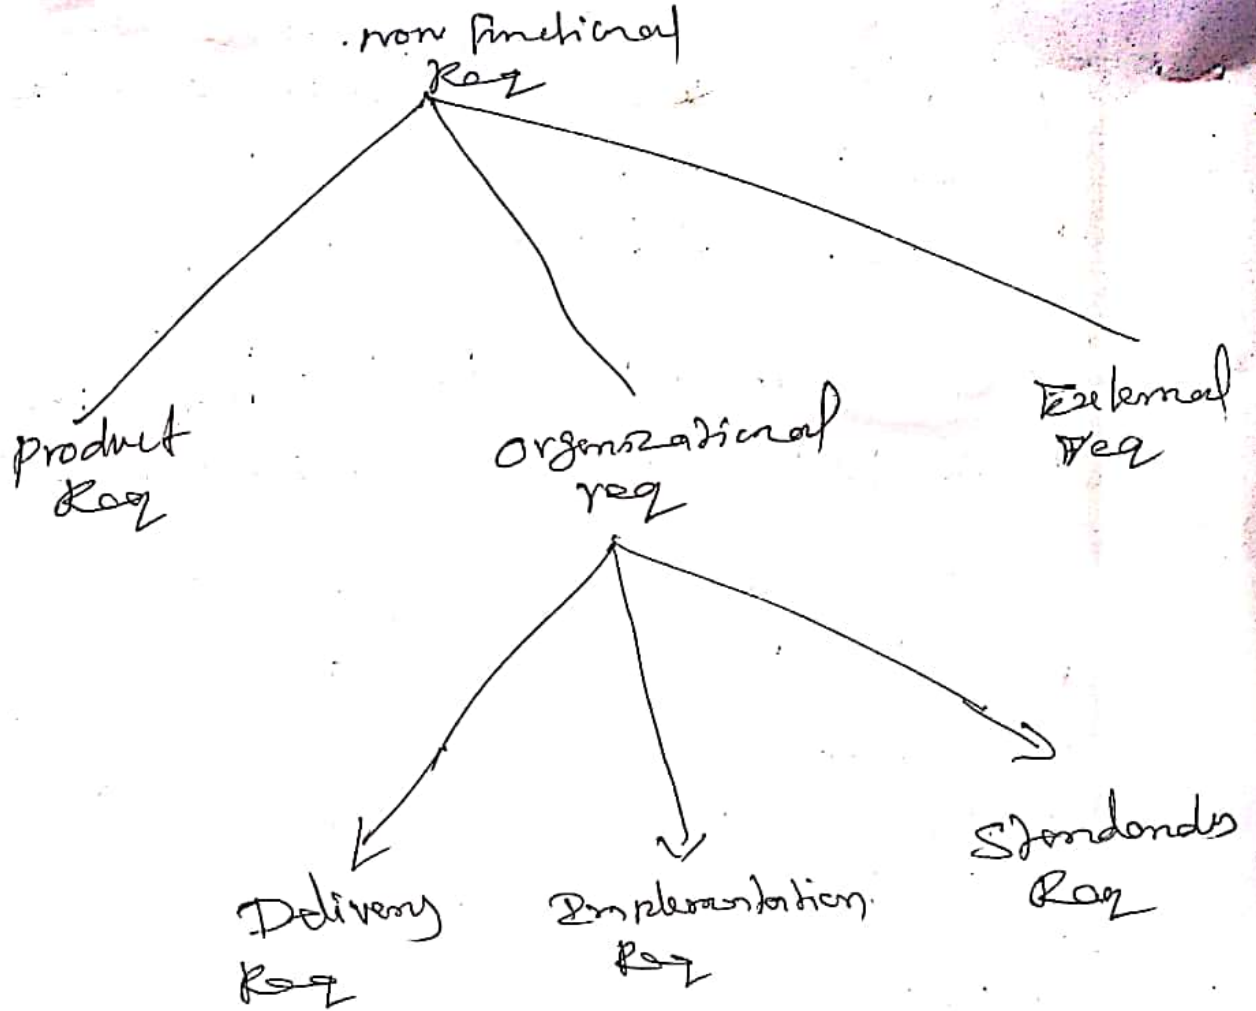 non functional
Req
product
Req
Organizational
req
External
req
Delivery
Req
Implementation
Req
Standards
Req